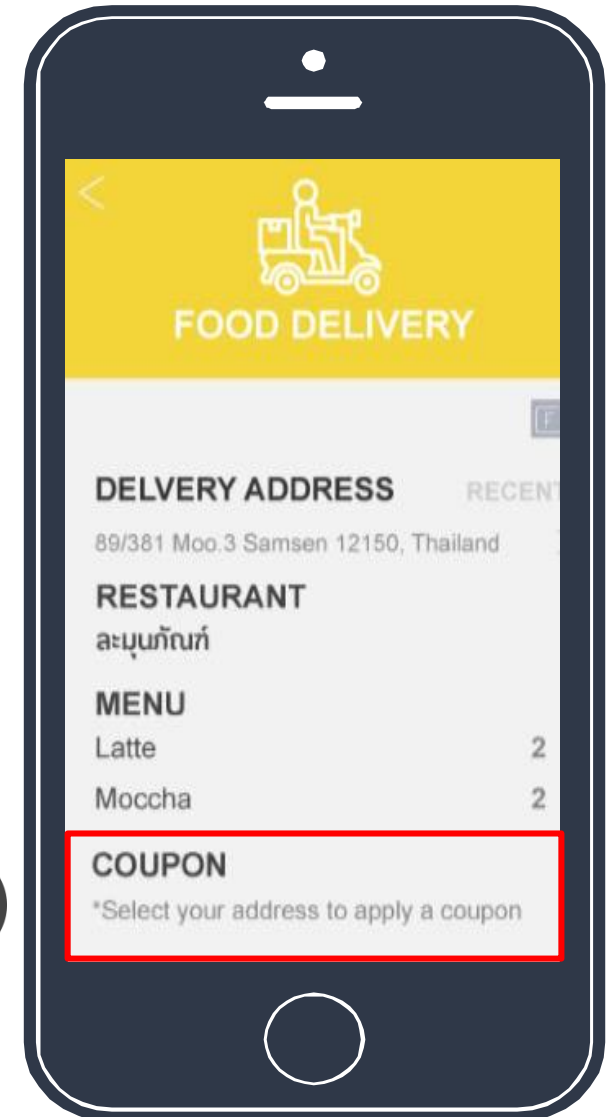 FOOD DELIVERY
DELVERY ADDRESS RECENT
89/381 Moo.3 Samsen 12150, Thailand
RESTAURANT
ละมุนภัณฑ์
MENU
Latte 2
Moccha 2
COUPON
*Select your address to apply a coupon